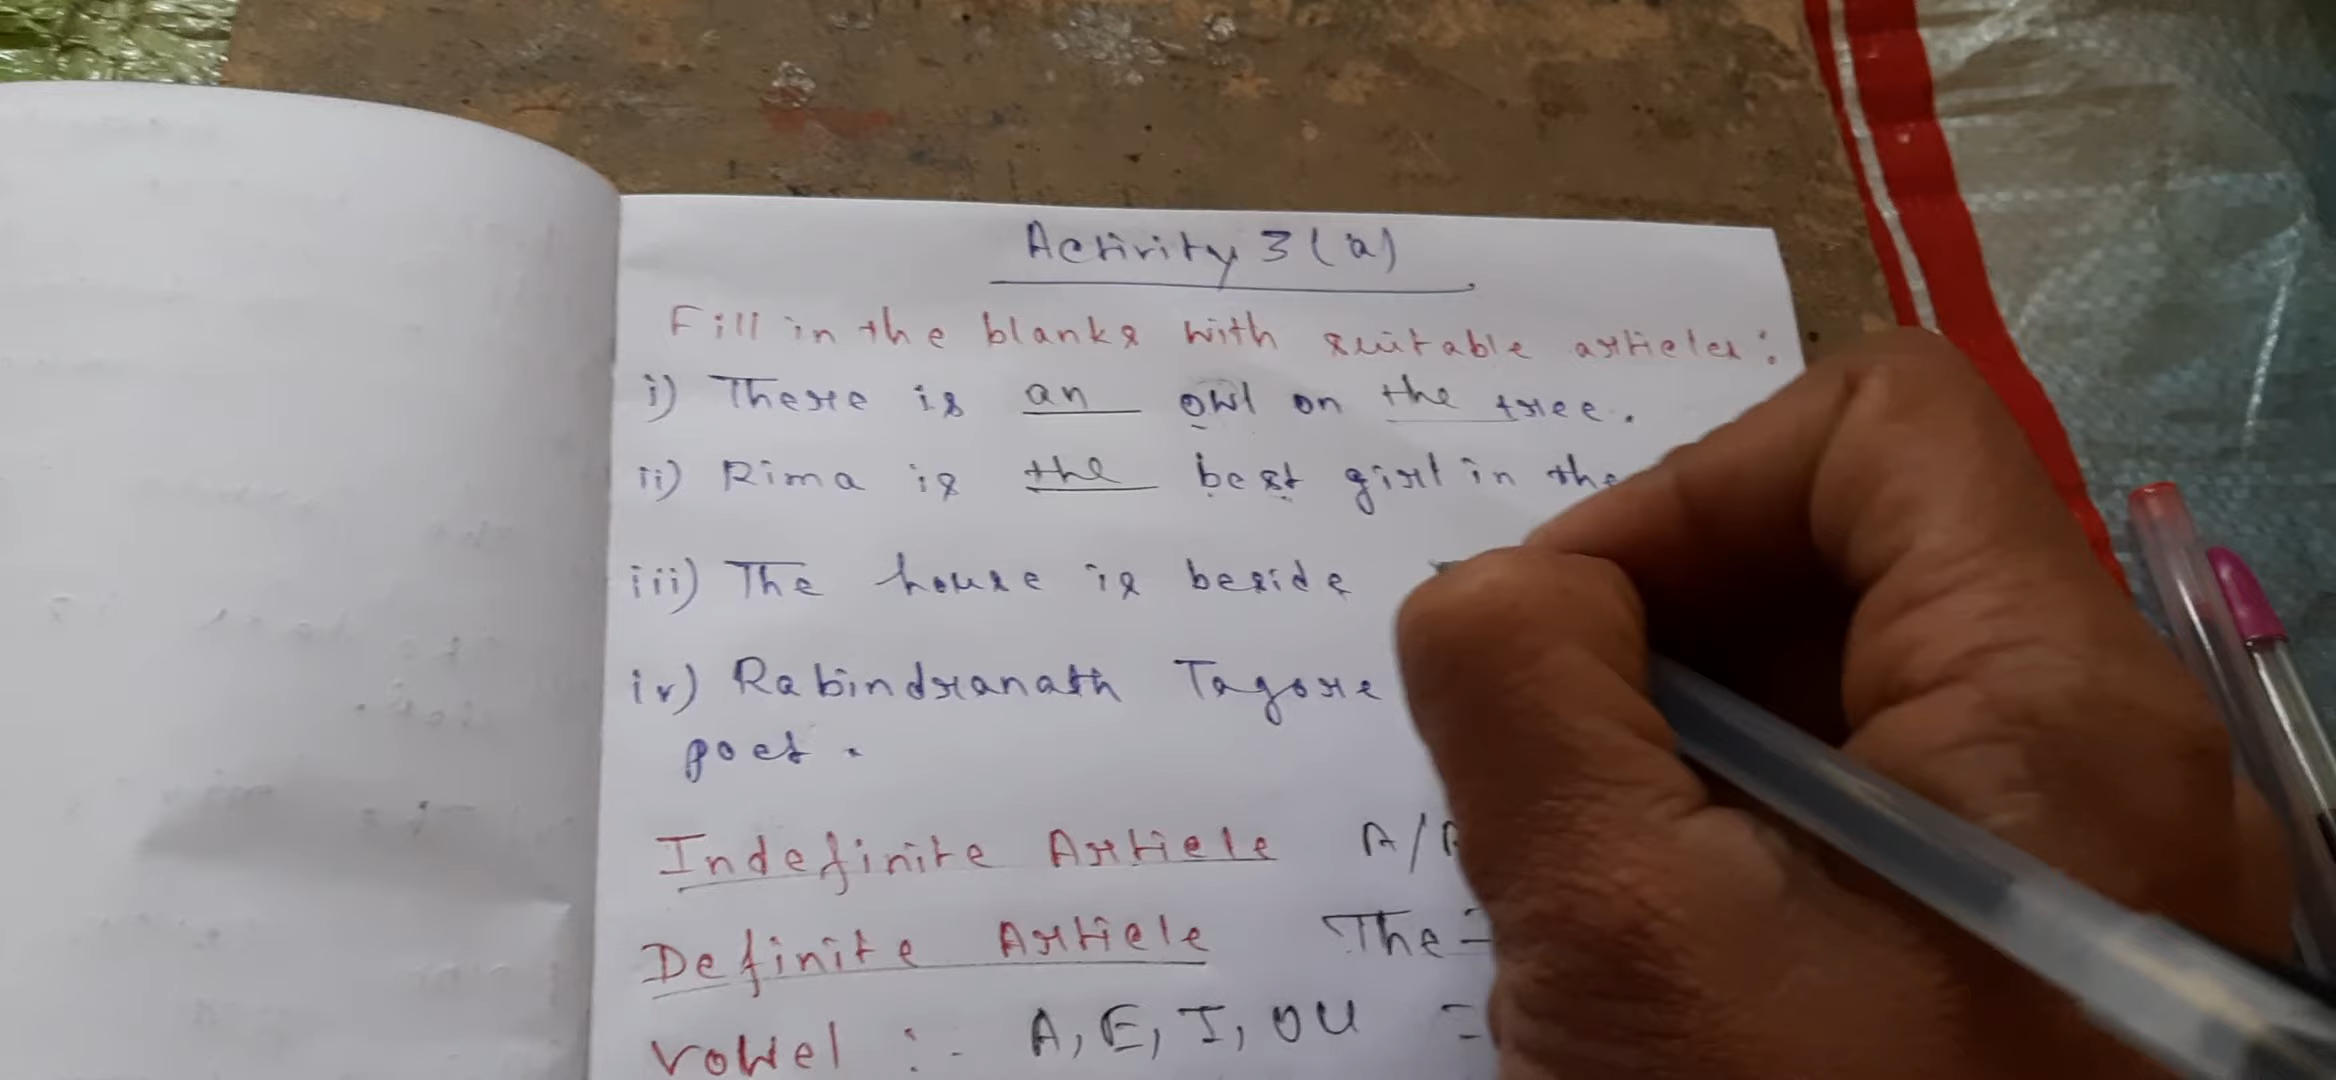 Activity 3(a)
Fill in the blanks with suitable articles:
i) There is an owl on the tree.
ii) Rima is the best girl in the
iii) The house is beside
iv) Rabindranath Tagore
poet.
Indefinite Article A/A
Definite Article The
Vowel :- A, E, I, OU =